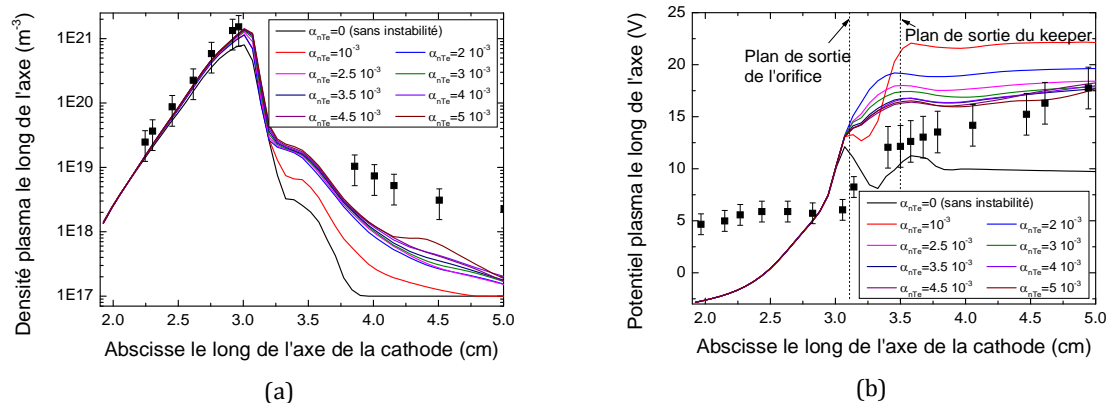 Densité plasma le long de l'axe (m⁻³)
1E21
1E20
1E19
1E18
1E17
α_nTe=0 (sans instabilité)
α_nTe=10⁻³
α_nTe=2 10⁻³
α_nTe=2.5 10⁻³
α_nTe=3 10⁻³
α_nTe=3.5 10⁻³
α_nTe=4 10⁻³
α_nTe=4.5 10⁻³
α_nTe=5 10⁻³
2.0 2.5 3.0 3.5 4.0 4.5 5.0
Abscisse le long de l'axe de la cathode (cm)
(a)
Potentiel plasma le long de l'axe (V)
25
20
15
10
5
0
Plan de sortie
de l'orifice
Plan de sortie du keeper
α_nTe=0 (sans instabilité)
α_nTe=10⁻³
α_nTe=2 10⁻³
α_nTe=2.5 10⁻³
α_nTe=3 10⁻³
α_nTe=3.5 10⁻³
α_nTe=4 10⁻³
α_nTe=4.5 10⁻³
α_nTe=5 10⁻³
2.0 2.5 3.0 3.5 4.0 4.5 5.0
Abscisse le long de l'axe de la cathode (cm)
(b)